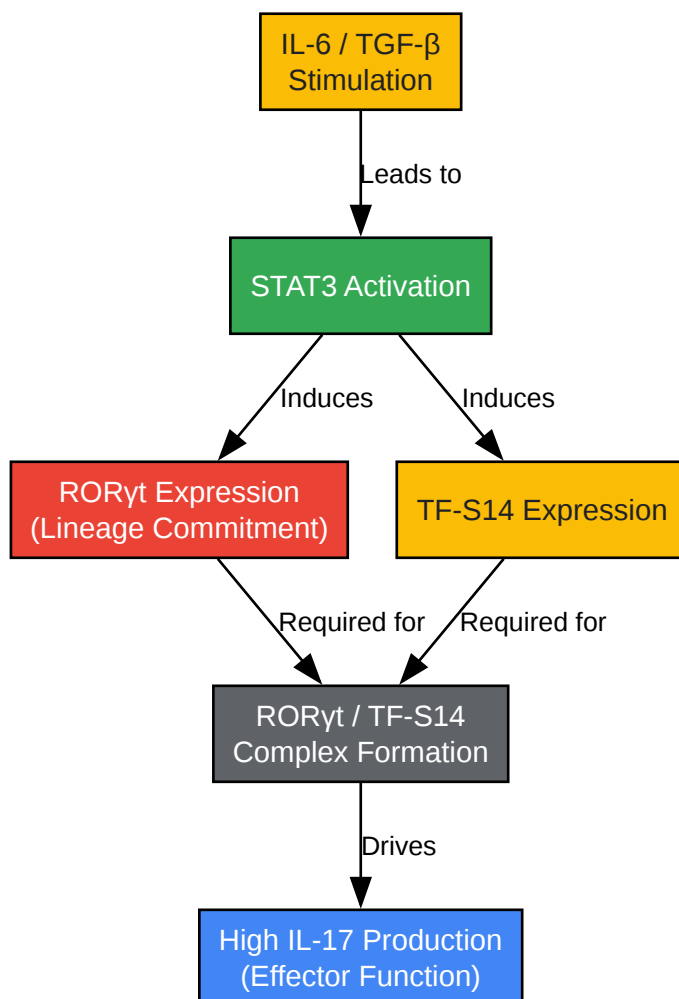 IL-6 / TGF-β
Stimulation
Leads to
STAT3 Activation
Induces
Induces
RORγt Expression
(Lineage Commitment)
TF-S14 Expression
Required for
Required for
RORγt / TF-S14
Complex Formation
Drives
High IL-17 Production
(Effector Function)